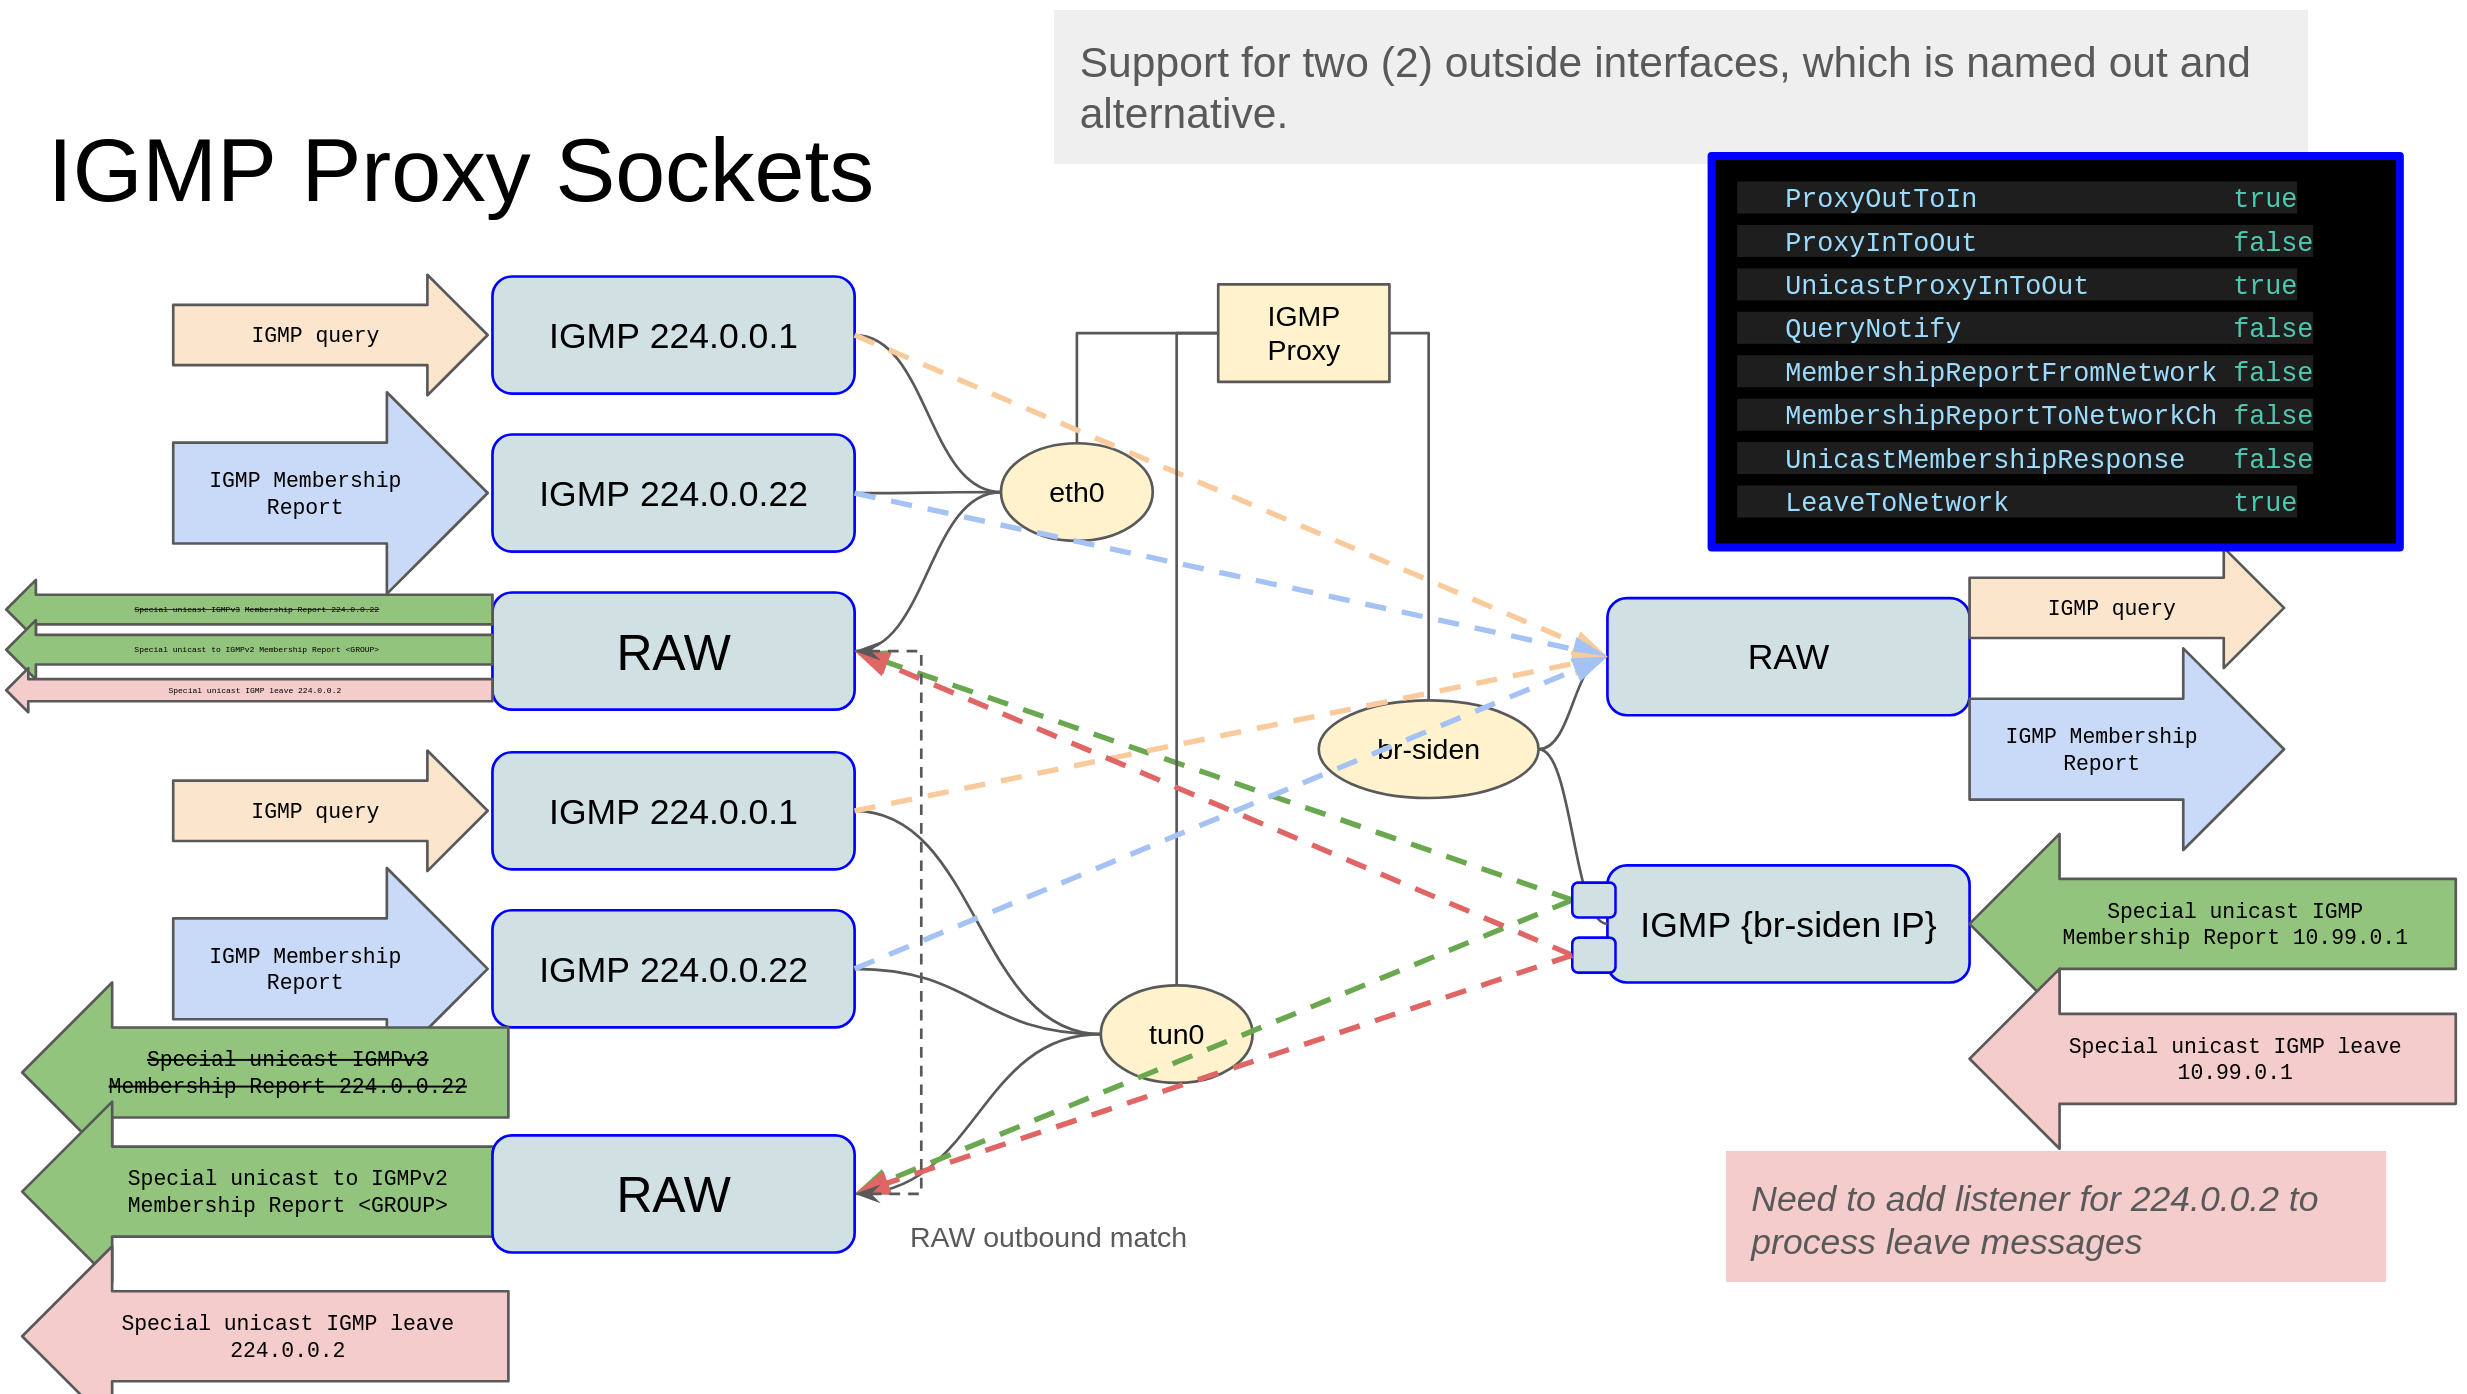 Support for two (2) outside interfaces, which is named out and
alternative.
IGMP Proxy Sockets
ProxyOutToIn true
ProxyInToOut false
UnicastProxyInToOut true
QueryNotify false
MembershipReportFromNetwork false
MembershipReportToNetworkCh false
UnicastMembershipResponse false
LeaveToNetwork true
IGMP query
IGMP 224.0.0.1
IGMP
Proxy
IGMP Membership
Report
IGMP 224.0.0.22
eth0
Special unicast IGMPv3 Membership Report 224.0.0.22
Special unicast to IGMPv2 Membership Report <GROUP>
Special unicast IGMP leave 224.0.0.2
RAW
RAW
IGMP query
IGMP Membership
Report
br-siden
IGMP query
IGMP 224.0.0.1
IGMP Membership
Report
IGMP 224.0.0.22
IGMP {br-siden IP}
Special unicast IGMP
Membership Report 10.99.0.1
tun0
Special unicast IGMP leave
10.99.0.1
Special unicast IGMPv3
Membership Report 224.0.0.22
Special unicast to IGMPv2
Membership Report <GROUP>
RAW
RAW outbound match
Need to add listener for 224.0.0.2 to
process leave messages
Special unicast IGMP leave
224.0.0.2